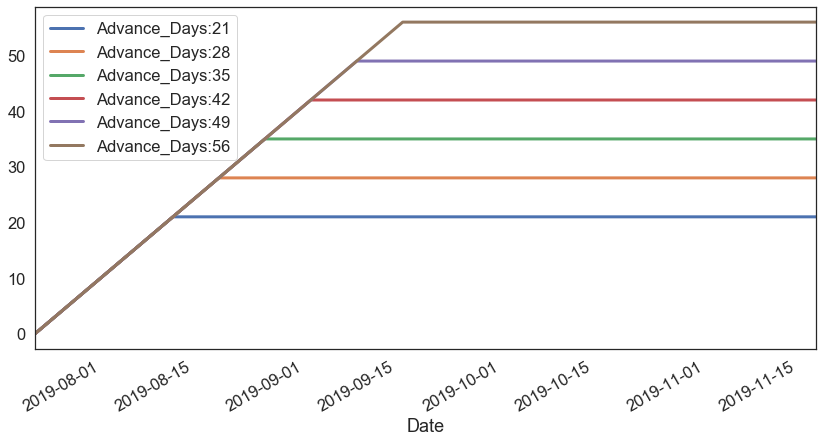 Advance_Days:21
Advance_Days:28
Advance_Days:35
Advance_Days:42
Advance_Days:49
Advance_Days:56
50
40
30
20
10
0
2019-08-01
2019-08-15
2019-09-01
2019-09-15
2019-10-01
2019-10-15
2019-11-01
2019-11-15
Date